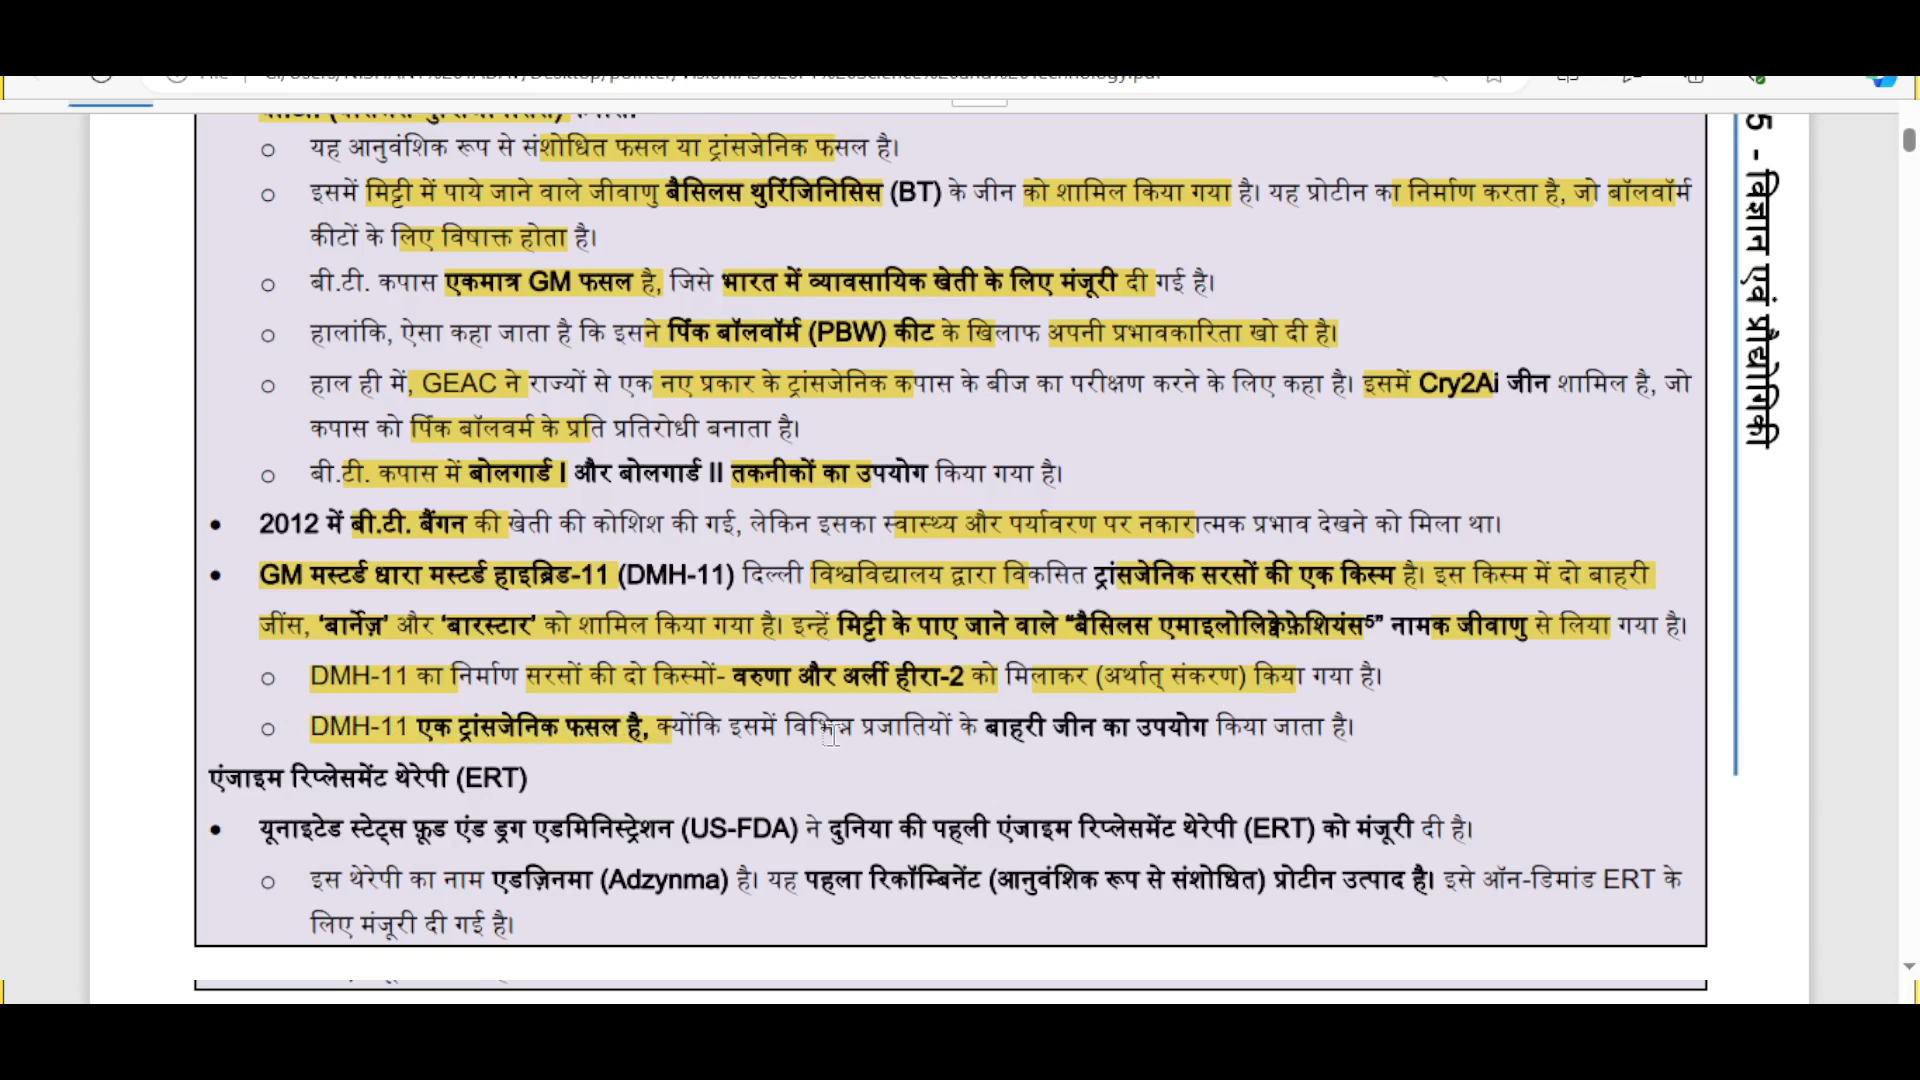 यह आनुवंशिक रूप से संशोधित फसल या ट्रांसजेनिक फसल है।
इसमें मिट्टी में पाये जाने वाले जीवाणु बैसिलस थुरिंजिनिसिस (BT) के जीन को शामिल किया गया है। यह प्रोटीन का निर्माण करता है, जो बॉलवॉर्म
कीटों के लिए विषाक्त होता है।
बी.टी. कपास एकमात्र GM फसल है, जिसे भारत में व्यावसायिक खेती के लिए मंजूरी दी गई है।
हालांकि, ऐसा कहा जाता है कि इसने पिंक बॉलवॉर्म (PBW) कीट के खिलाफ अपनी प्रभावकारिता खो दी है।
हाल ही में, GEAC ने राज्यों से एक नए प्रकार के ट्रांसजेनिक कपास के बीज का परीक्षण करने के लिए कहा है। इसमें Cry2Ai जीन शामिल है, जो
कपास को पिंक बॉलवर्म के प्रति प्रतिरोधी बनाता है।
बी.टी. कपास में बोलगार्ड I और बोलगार्ड II तकनीकों का उपयोग किया गया है।
2012 में बी.टी. बैंगन की खेती की कोशिश की गई, लेकिन इसका स्वास्थ्य और पर्यावरण पर नकारात्मक प्रभाव देखने को मिला था।
GM मस्टर्ड धारा मस्टर्ड हाइब्रिड-11 (DMH-11) दिल्ली विश्वविद्यालय द्वारा विकसित ट्रांसजेनिक सरसों की एक किस्म है। इस किस्म में दो बाहरी
जींस, ‘बार्नेज़’ और ‘बारस्टार’ को शामिल किया गया है। इन्हें मिट्टी के पाए जाने वाले “बैसिलस एमाइलोलिक्वेफ़ेशियंस⁵” नामक जीवाणु से लिया गया है।
DMH-11 का निर्माण सरसों की दो किस्मों- वरुणा और अर्ली हीरा-2 को मिलाकर (अर्थात् संकरण) किया गया है।
DMH-11 एक ट्रांसजेनिक फसल है, क्योंकि इसमें विभिन्न प्रजातियों के बाहरी जीन का उपयोग किया जाता है।
एंजाइम रिप्लेसमेंट थेरेपी (ERT)
यूनाइटेड स्टेट्स फ़ूड एंड ड्रग एडमिनिस्ट्रेशन (US-FDA) ने दुनिया की पहली एंजाइम रिप्लेसमेंट थेरेपी (ERT) को मंजूरी दी है।
इस थेरेपी का नाम एडज़िनमा (Adzynma) है। यह पहला रिकॉम्बिनेंट (आनुवंशिक रूप से संशोधित) प्रोटीन उत्पाद है। इसे ऑन-डिमांड ERT के
लिए मंजूरी दी गई है।
5 - विज्ञान एवं प्रौद्योगिकी